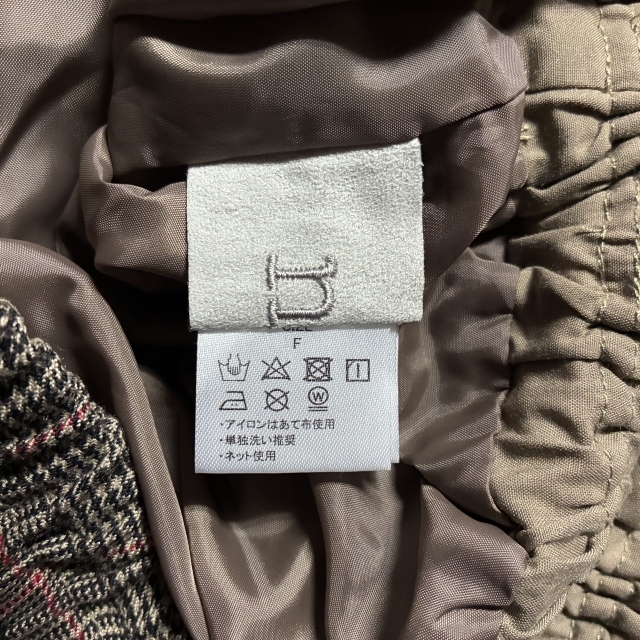 n
F
・アイロンはあて布使用
・単独洗い推奨
・ネット使用